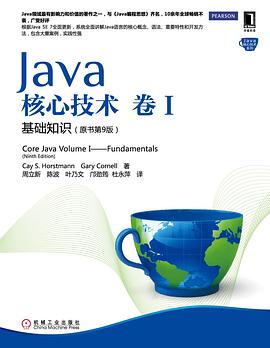 Java领域最有影响力和价值的著作之一，与《Java编程思想》齐名，10余年全球畅销不
衰，广受好评
根据Java SE 7全面更新，系统全面讲解Java语言的核心概念、语法、重要特性和开发方
法，包含大量案例，实践性强
PEARSON
Java
核心技术 卷 I
基础知识（原书第9版）
Core Java Volume I——Fundamentals
(Ninth Edition)
Cay S. Horstmann Gary Cornell 著
周立新 陈波 叶乃文 邝劲筠 杜永萍 译
机械工业出版社
China Machine Press